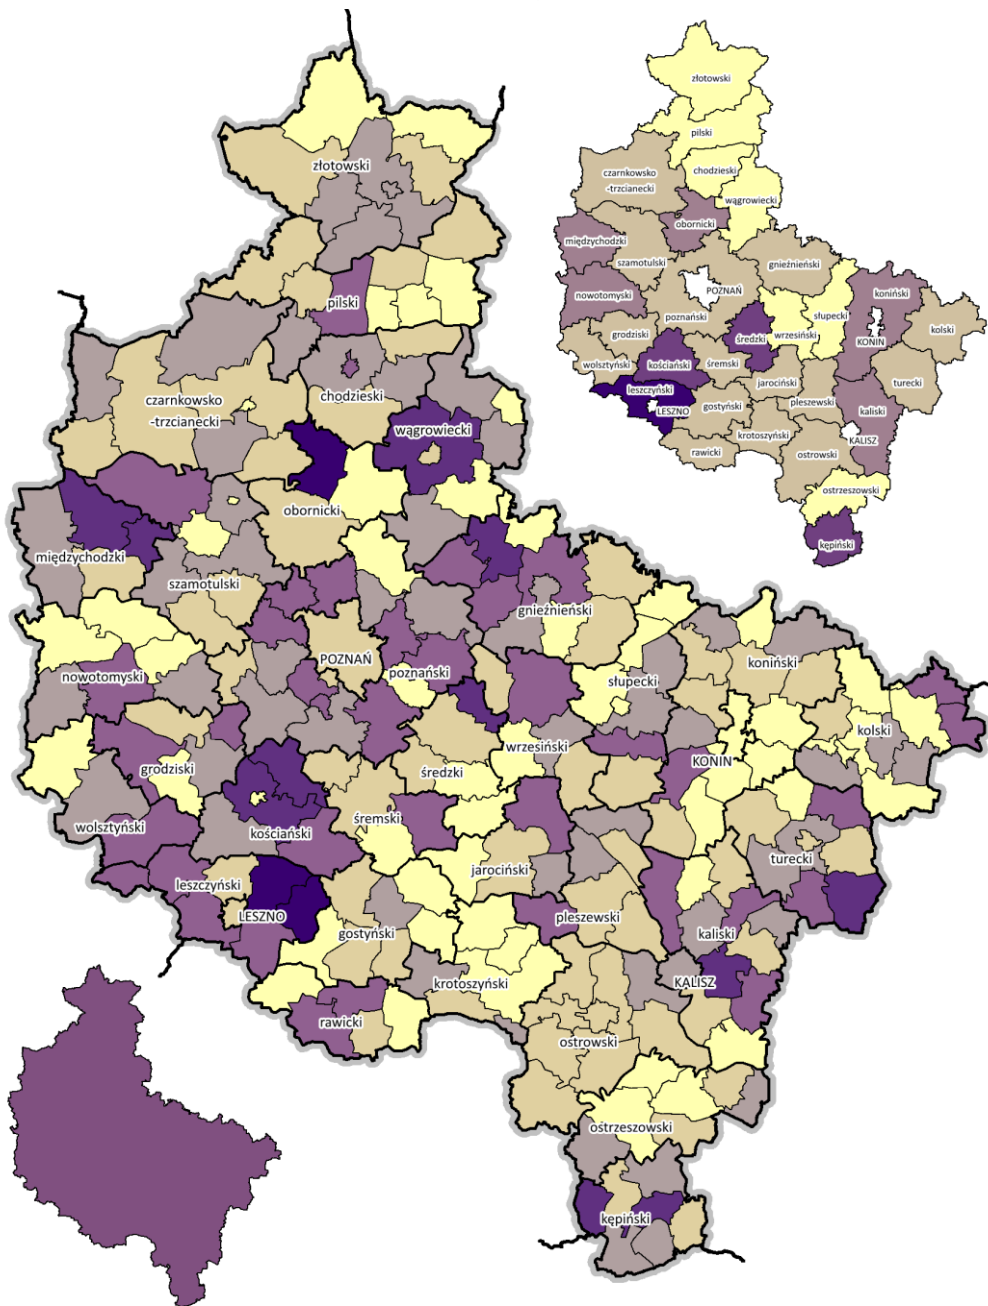 złotowski
pilski
chodzieski
czarnkowsko
-trzcianecki
wągrowiecki
obornicki
międzychodzki
szamotulski
gnieźnieński
POZNAŃ
nowotomyski
koniński
poznański
słupecki
kolski
grodziski
średzki
wrzesiński
KONIN
wolsztyński
kościański
śremski
leszczyński
jarociński
turecki
LESZNO
gostyński
pleszewski
kaliski
krotoszyński
KALISZ
rawicki
ostrowski
ostrzeszowski
kępiński
złotowski
pilski
chodzieski
czarnkowsko
-trzcianecki
wągrowiecki
obornicki
międzychodzki
szamotulski
gnieźnieński
POZNAŃ
koniński
nowotomyski
poznański
słupecki
kolski
wrzesiński
KONIN
grodziski
średzki
śremski
wolsztyński
kościański
turecki
jarociński
leszczyński
LESZNO
pleszewski
gostyński
kaliski
krotoszyński
KALISZ
rawicki
ostrowski
ostrzeszowski
kępiński